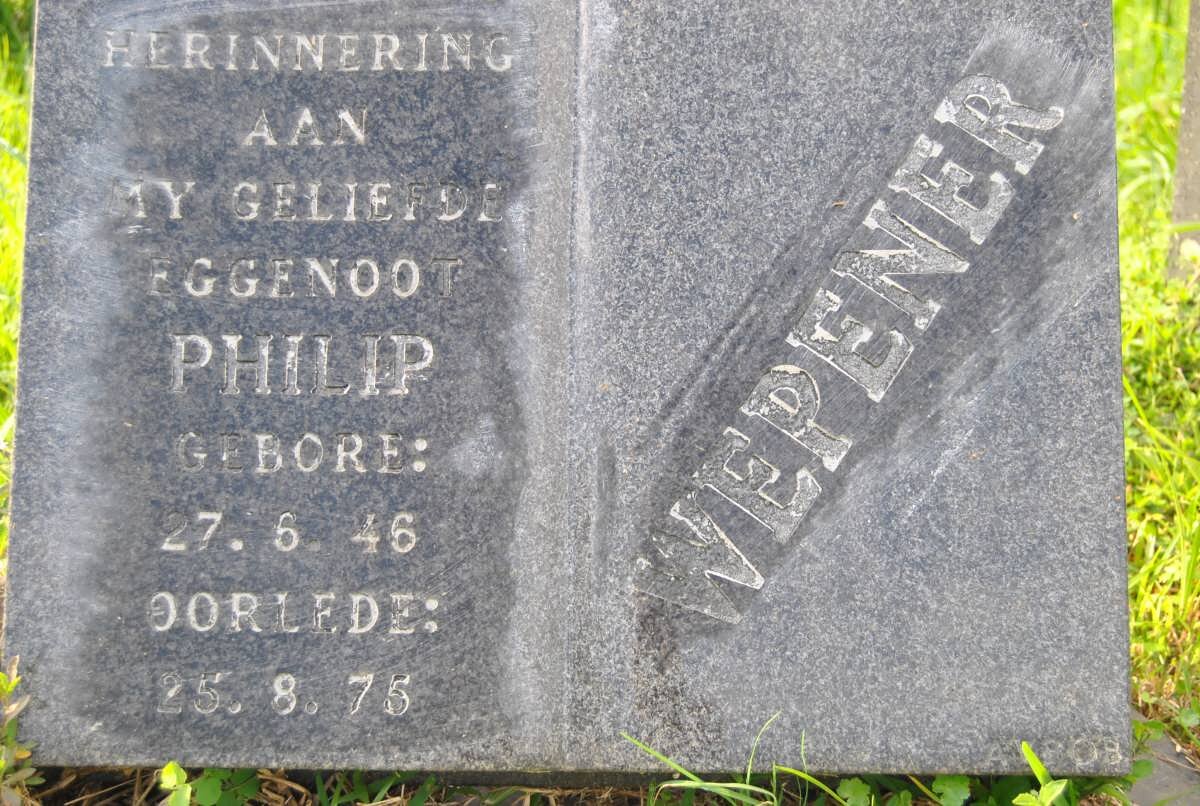 HERINNERING
AAN
MY GELIEFDE
EGGENOOT
PHILIP
GEBORE:
27. 6. 46
OORLEDE:
25. 8. 75
WEPENER